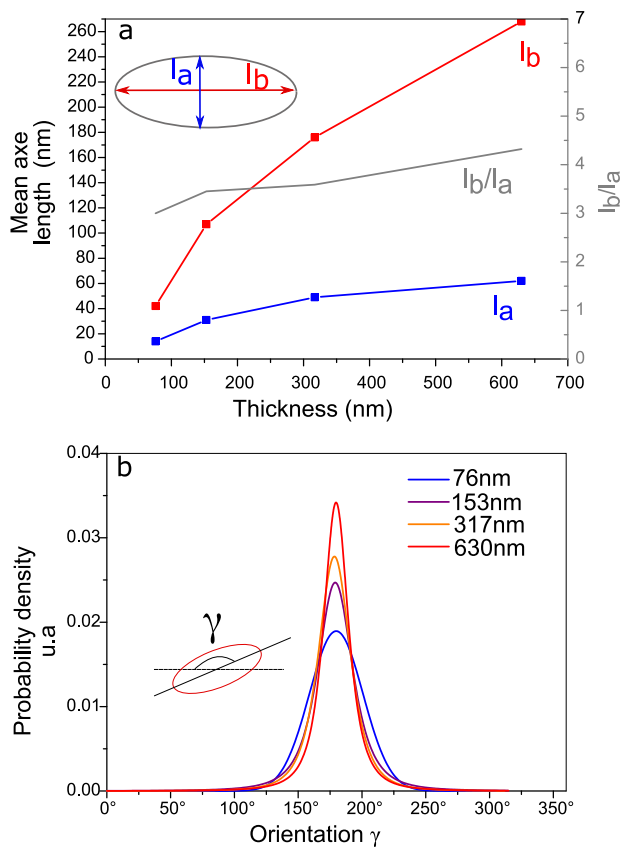 a
Mean axe
length (nm)
260
240
220
200
180
160
140
120
100
80
60
40
20
0
0
100
200
300
400
500
600
700
Thickness (nm)
7
6
5
4
3
2
1
0
lb/la
la
lb
lb
lb/la
la
b
Probability density
u.a
0.04
0.03
0.02
0.01
0.00
0°
50°
100°
150°
200°
250°
300°
350°
Orientation γ
γ
76nm
153nm
317nm
630nm